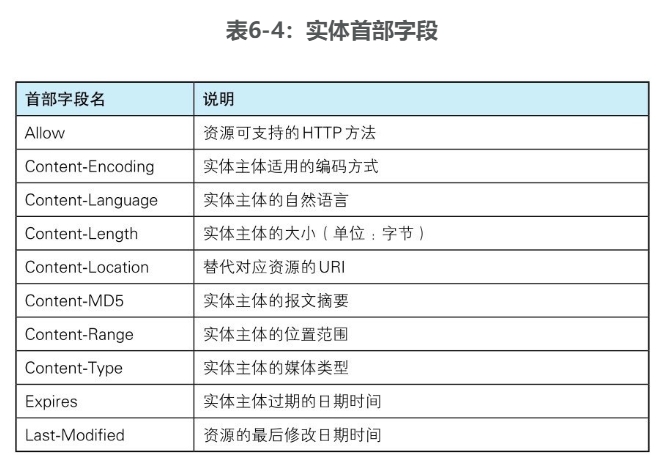 表6-4：实体首部字段
首部字段名 说明
Allow 资源可支持的HTTP方法
Content-Encoding 实体主体适用的编码方式
Content-Language 实体主体的自然语言
Content-Length 实体主体的大小（单位：字节）
Content-Location 替代对应资源的URI
Content-MD5 实体主体的报文摘要
Content-Range 实体主体的位置范围
Content-Type 实体主体的媒体类型
Expires 实体主体过期的日期时间
Last-Modified 资源的最后修改日期时间